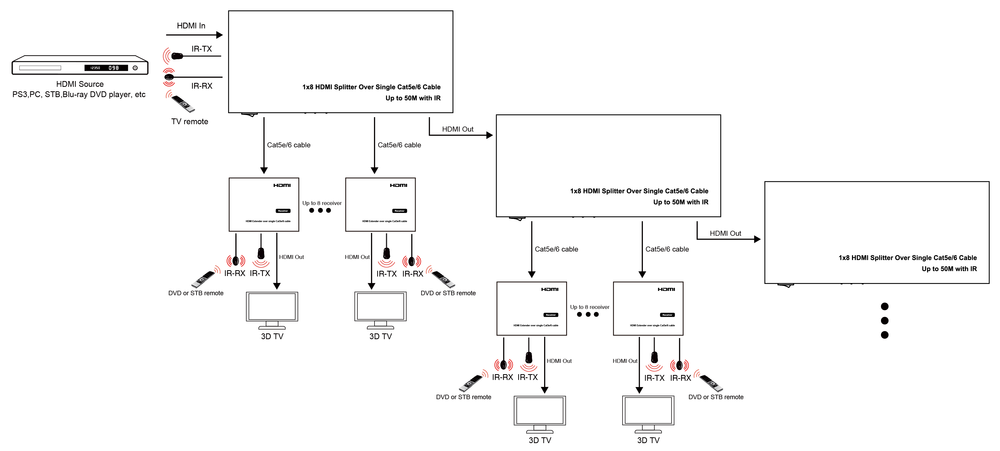 HDMI In
IR-TX
12350 098
HDMI Source
PS3,PC, STB,Blu-ray DVD player, etc
IR-RX
TV remote
1x8 HDMI Splitter Over Single Cat5e/6 Cable
Up to 50M with IR
HDMI Out
Cat5e/6 cable
Cat5e/6 cable
HDMI
Receiver
HDMI Extender over single Cat5e/6 cable
Up to 8 receiver
HDMI
Receiver
HDMI Extender over single Cat5e/6 cable
IR-RX
IR-TX
HDMI Out
DVD or STB remote
3D TV
HDMI Out
IR-TX
IR-RX
DVD or STB remote
3D TV
1x8 HDMI Splitter Over Single Cat5e/6 Cable
Up to 50M with IR
HDMI Out
Cat5e/6 cable
Cat5e/6 cable
HDMI
Receiver
HDMI Extender over single Cat5e/6 cable
Up to 8 receiver
HDMI
Receiver
HDMI Extender over single Cat5e/6 cable
IR-RX
IR-TX
HDMI Out
DVD or STB remote
3D TV
HDMI Out
IR-TX
IR-RX
DVD or STB remote
3D TV
1x8 HDMI Splitter Over Single Cat5e/6 Cable
Up to 50M with IR